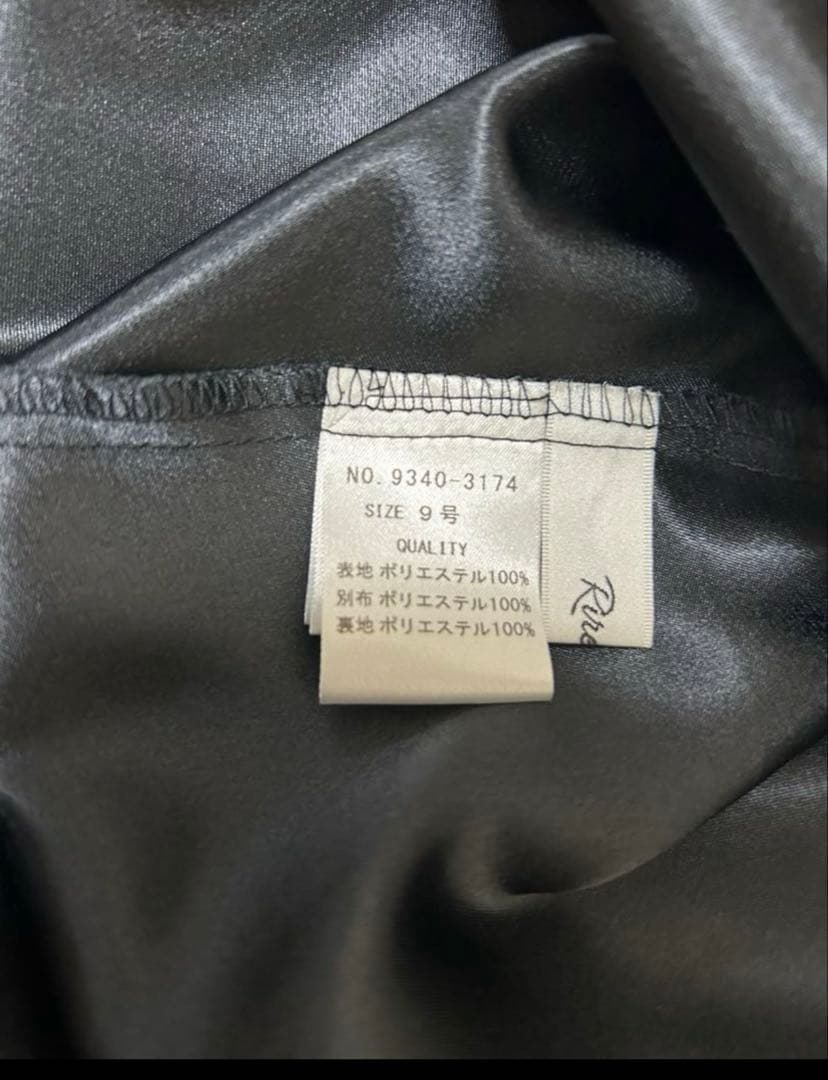 NO. 9340-3174
SIZE 9号
QUALITY
表地 ポリエステル100%
別布 ポリエステル100%
裏地 ポリエステル100%